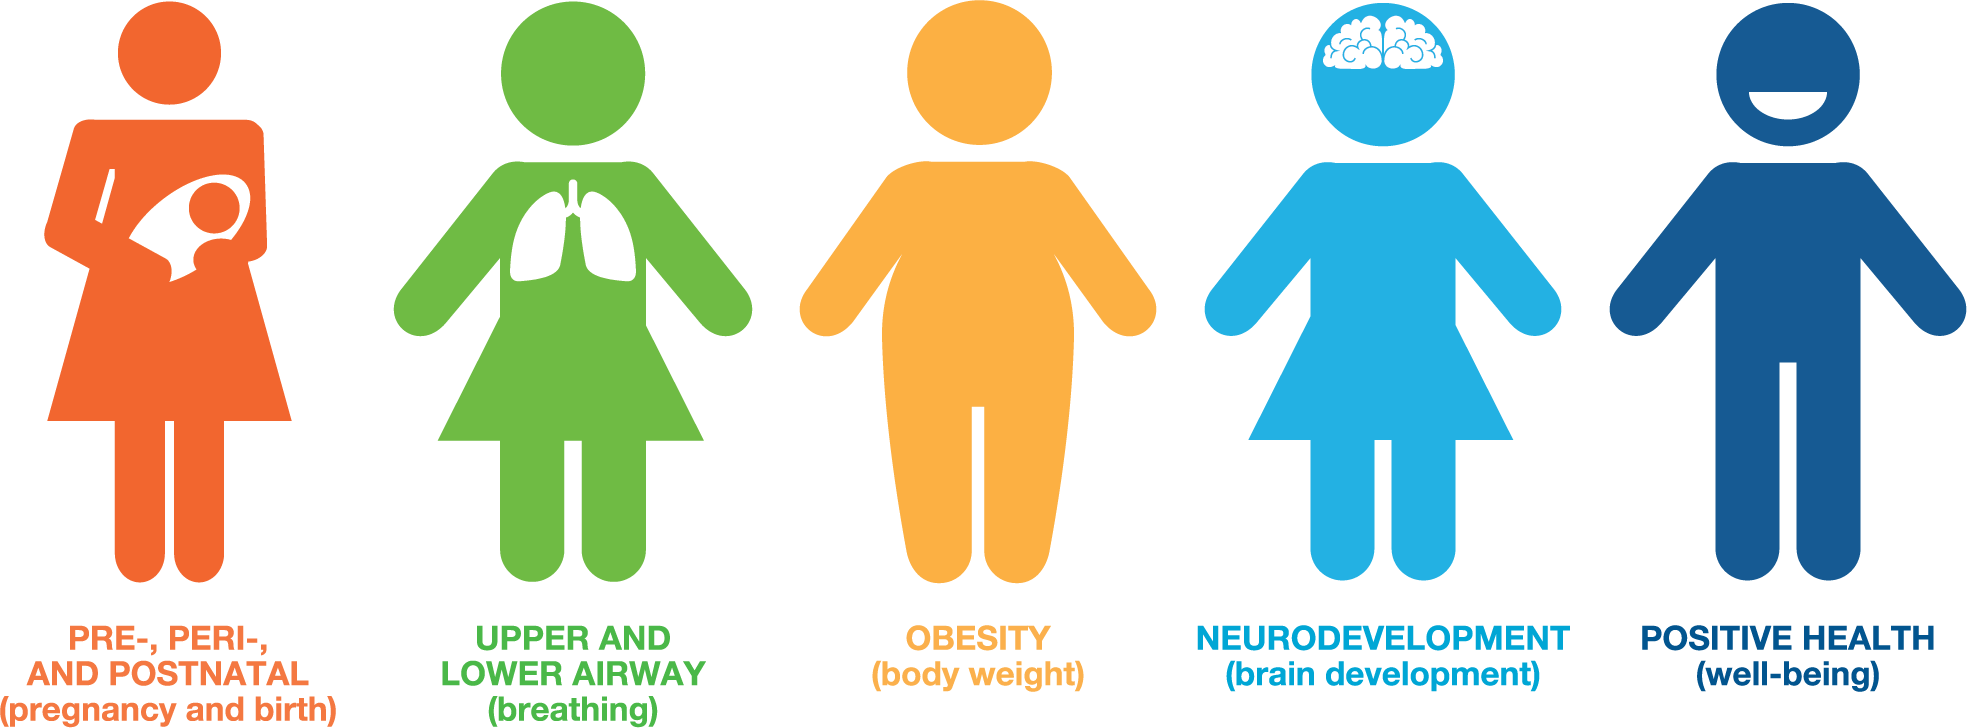 PRE-, PERI-,
AND POSTNATAL
(pregnancy and birth)
UPPER AND
LOWER AIRWAY
(breathing)
OBESITY
(body weight)
NEURODEVELOPMENT
(brain development)
POSITIVE HEALTH
(well-being)